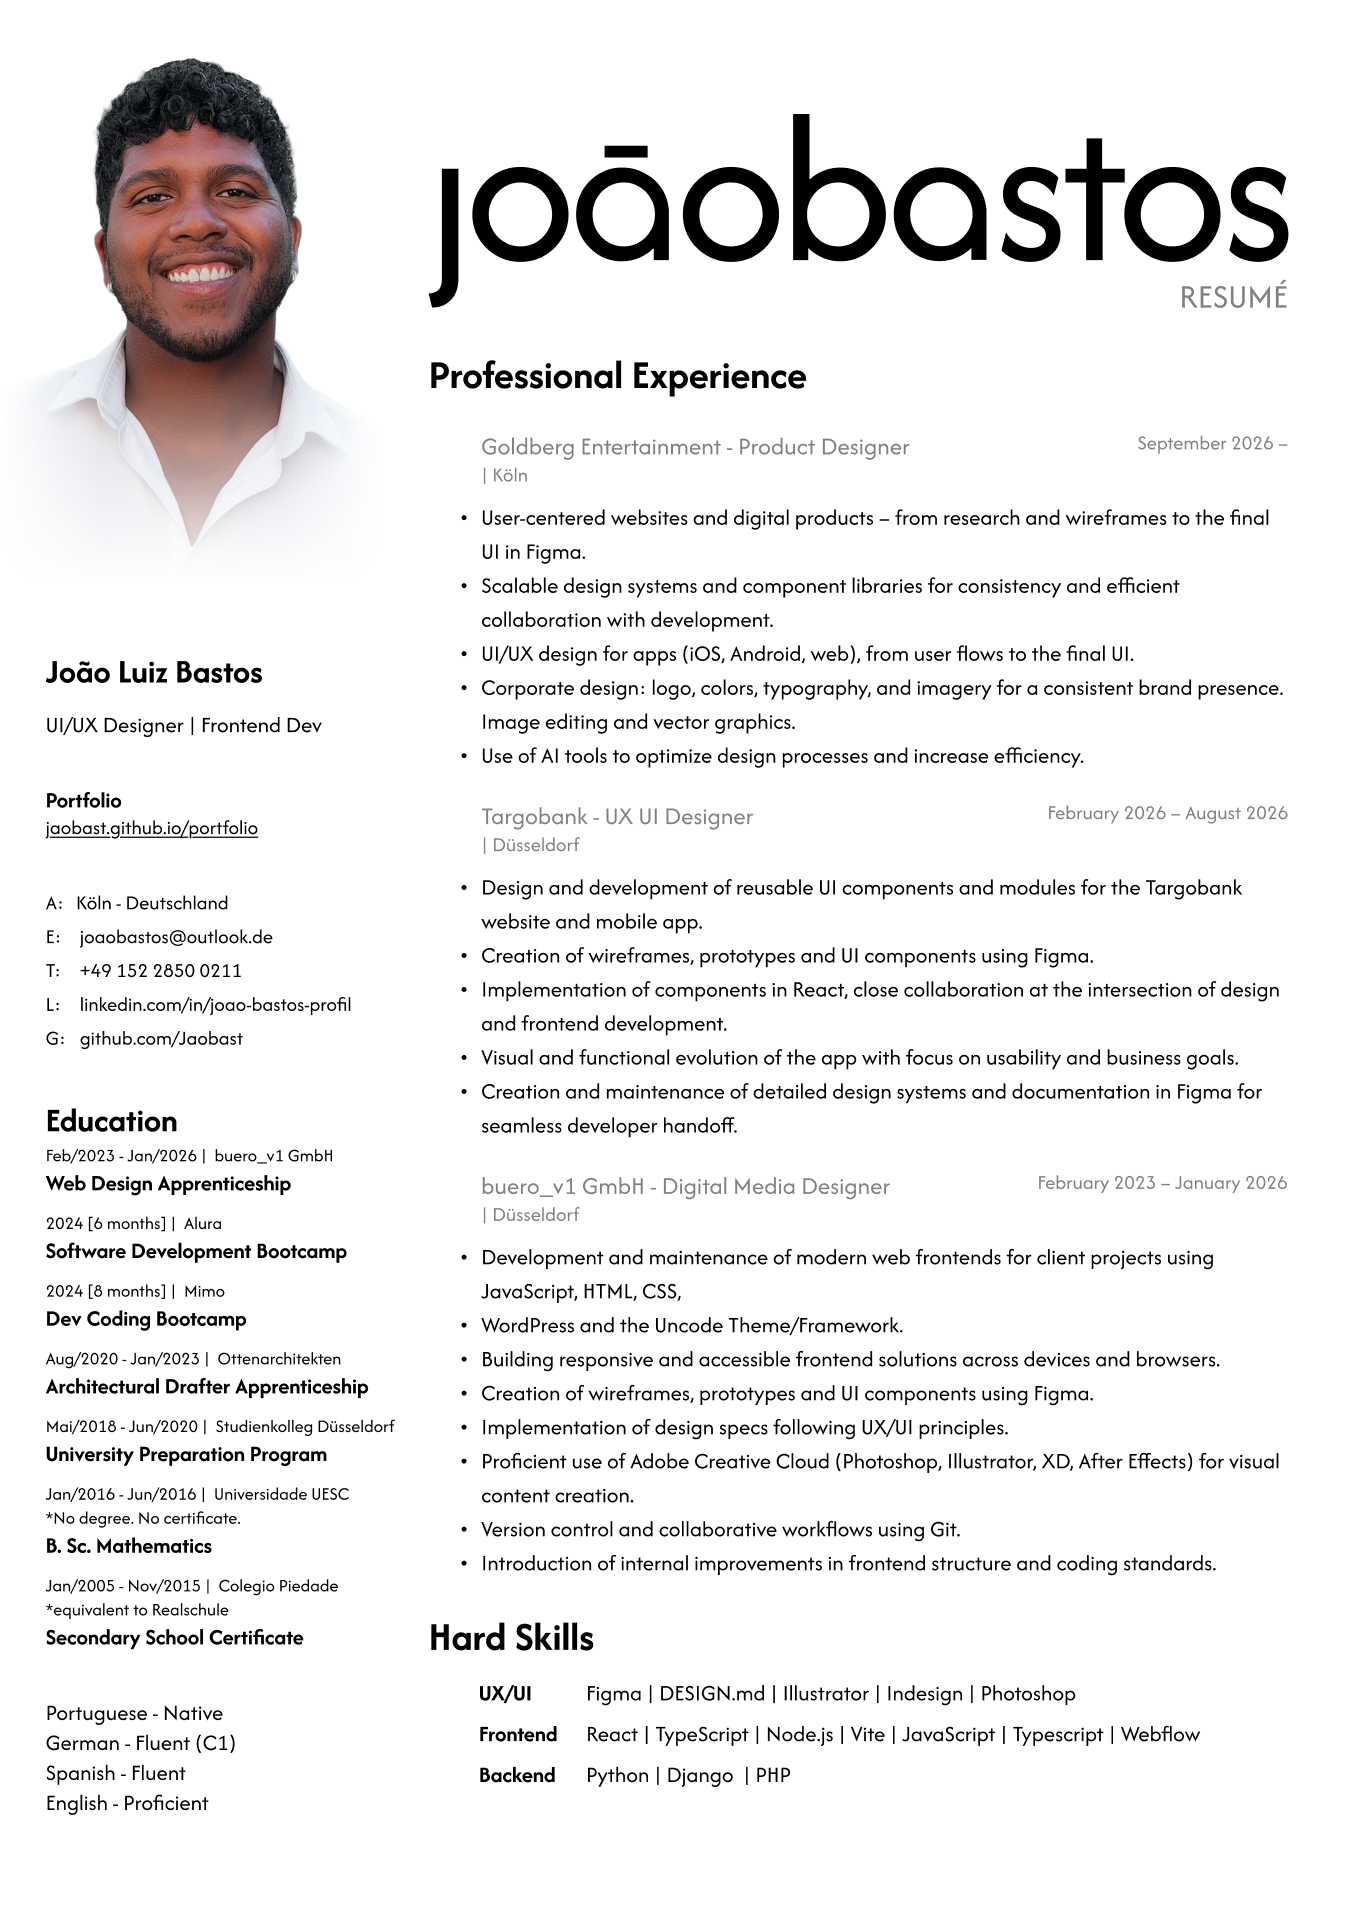 joāobastos
RESUMÉ
João Luiz Bastos
UI/UX Designer | Frontend Dev
Portfolio
jaobast.github.io/portfolio
A: Köln - Deutschland
E: joaobastos@outlook.de
T: +49 152 2850 0211
L: linkedin.com/in/joao-bastos-profil
G: github.com/Jaobast
Education
Feb/2023 - Jan/2026 | buero_v1 GmbH
Web Design Apprenticeship
2024 [6 months] | Alura
Software Development Bootcamp
2024 [8 months] | Mimo
Dev Coding Bootcamp
Aug/2020 - Jan/2023 | Ottenarchitekten
Architectural Drafter Apprenticeship
Mai/2018 - Jun/2020 | Studienkolleg Düsseldorf
University Preparation Program
Jan/2016 - Jun/2016 | Universidade UESC
*No degree. No certificate.
B. Sc. Mathematics
Jan/2005 - Nov/2015 | Colegio Piedade
*equivalent to Realschule
Secondary School Certificate
Portuguese - Native
German - Fluent (C1)
Spanish - Fluent
English - Proficient
Professional Experience
Goldberg Entertainment - Product Designer September 2026 –
| Köln
• User-centered websites and digital products – from research and wireframes to the final
UI in Figma.
• Scalable design systems and component libraries for consistency and efficient
collaboration with development.
• UI/UX design for apps (iOS, Android, web), from user flows to the final UI.
• Corporate design: logo, colors, typography, and imagery for a consistent brand presence.
Image editing and vector graphics.
• Use of AI tools to optimize design processes and increase efficiency.
Targobank - UX UI Designer February 2026 – August 2026
| Düsseldorf
• Design and development of reusable UI components and modules for the Targobank
website and mobile app.
• Creation of wireframes, prototypes and UI components using Figma.
• Implementation of components in React, close collaboration at the intersection of design
and frontend development.
• Visual and functional evolution of the app with focus on usability and business goals.
• Creation and maintenance of detailed design systems and documentation in Figma for
seamless developer handoff.
buero_v1 GmbH - Digital Media Designer February 2023 – January 2026
| Düsseldorf
• Development and maintenance of modern web frontends for client projects using
JavaScript, HTML, CSS,
• WordPress and the Uncode Theme/Framework.
• Building responsive and accessible frontend solutions across devices and browsers.
• Creation of wireframes, prototypes and UI components using Figma.
• Implementation of design specs following UX/UI principles.
• Proficient use of Adobe Creative Cloud (Photoshop, Illustrator, XD, After Effects) for visual
content creation.
• Version control and collaborative workflows using Git.
• Introduction of internal improvements in frontend structure and coding standards.
Hard Skills
UX/UI Figma | DESIGN.md | Illustrator | Indesign | Photoshop
Frontend React | TypeScript | Node.js | Vite | JavaScript | Typescript | Webflow
Backend Python | Django | PHP